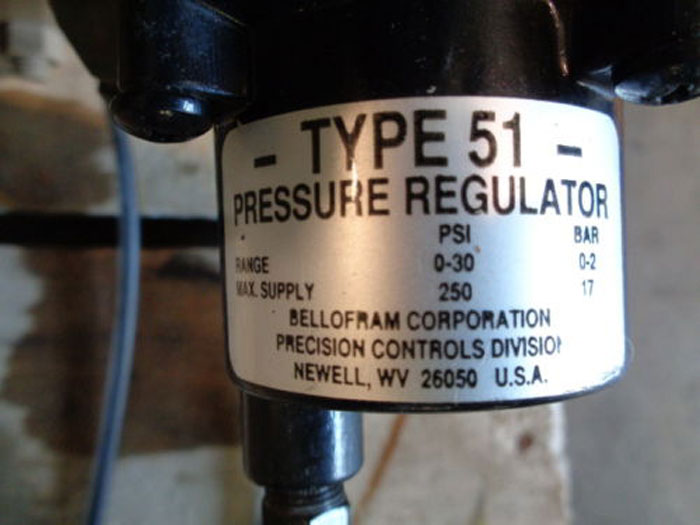 - TYPE 51 -
PRESSURE REGULATOR
PSI BAR
RANGE 0-30 0-2
MAX. SUPPLY 250 17
BELLOFRAM CORPORATION
PRECISION CONTROLS DIVISION
NEWELL, WV 26050 U.S.A.